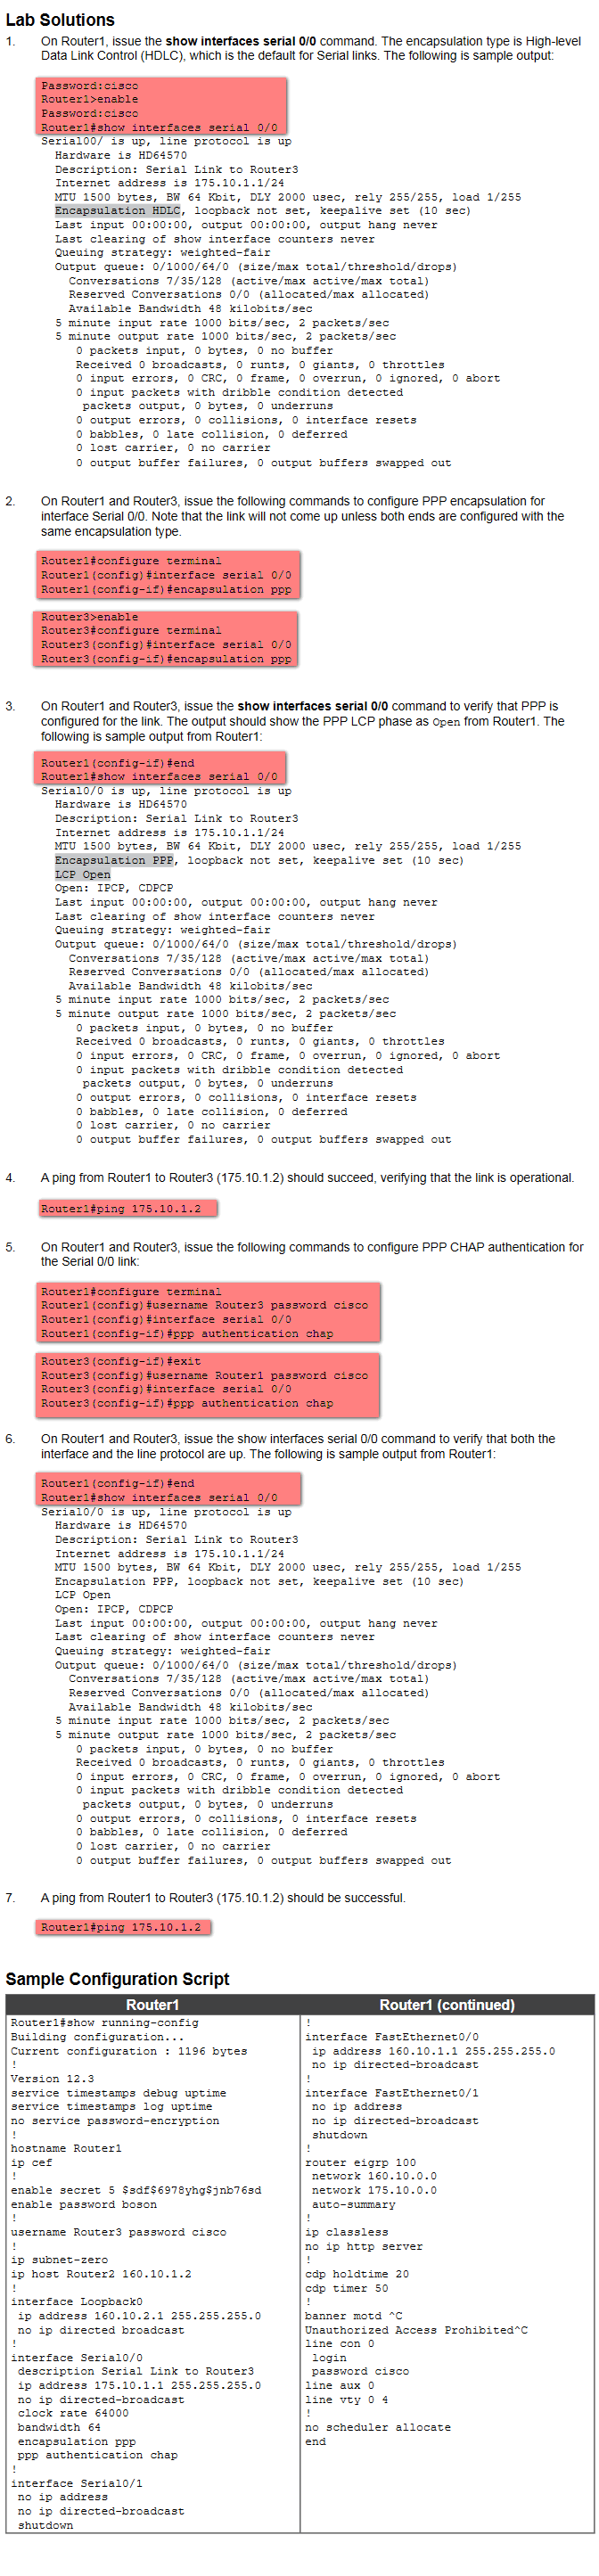 Lab Solutions
1. On Router1, issue the show interfaces serial 0/0 command. The encapsulation type is High-level
Data Link Control (HDLC), which is the default for Serial links. The following is sample output:
Password:cisco
Router1>enable
Password:cisco
Router1#show interfaces serial 0/0
Serial00/ is up, line protocol is up
Hardware is HD64570
Description: Serial Link to Router3
Internet address is 175.10.1.1/24
MTU 1500 bytes, BW 64 Kbit, DLY 2000 usec, rely 255/255, load 1/255
Encapsulation HDLC, loopback not set, keepalive set (10 sec)
Last input 00:00:00, output 00:00:00, output hang never
Last clearing of show interface counters never
Queuing strategy: weighted-fair
Output queue: 0/1000/64/0 (size/max total/threshold/drops)
Conversations 7/35/128 (active/max active/max total)
Reserved Conversations 0/0 (allocated/max allocated)
Available Bandwidth 48 kilobits/sec
5 minute input rate 1000 bits/sec, 2 packets/sec
5 minute output rate 1000 bits/sec, 2 packets/sec
0 packets input, 0 bytes, 0 no buffer
Received 0 broadcasts, 0 runts, 0 giants, 0 throttles
0 input errors, 0 CRC, 0 frame, 0 overrun, 0 ignored, 0 abort
0 input packets with dribble condition detected
packets output, 0 bytes, 0 underruns
0 output errors, 0 collisions, 0 interface resets
0 babbles, 0 late collision, 0 deferred
0 lost carrier, 0 no carrier
0 output buffer failures, 0 output buffers swapped out
2. On Router1 and Router3, issue the following commands to configure PPP encapsulation for
interface Serial 0/0. Note that the link will not come up unless both ends are configured with the
same encapsulation type.
Router1#configure terminal
Router1(config)#interface serial 0/0
Router1(config-if)#encapsulation ppp
Router3>enable
Router3#configure terminal
Router3(config)#interface serial 0/0
Router3(config-if)#encapsulation ppp
3. On Router1 and Router3, issue the show interfaces serial 0/0 command to verify that PPP is
configured for the link. The output should show the PPP LCP phase as Open from Router1. The
following is sample output from Router1:
Router1(config-if)#end
Router1#show interfaces serial 0/0
Serial0/0 is up, line protocol is up
Hardware is HD64570
Description: Serial Link to Router3
Internet address is 175.10.1.1/24
MTU 1500 bytes, BW 64 Kbit, DLY 2000 usec, rely 255/255, load 1/255
Encapsulation PPP, loopback not set, keepalive set (10 sec)
LCP Open
Open: IPCP, CDPCP
Last input 00:00:00, output 00:00:00, output hang never
Last clearing of show interface counters never
Queuing strategy: weighted-fair
Output queue: 0/1000/64/0 (size/max total/threshold/drops)
Conversations 7/35/128 (active/max active/max total)
Reserved Conversations 0/0 (allocated/max allocated)
Available Bandwidth 48 kilobits/sec
5 minute input rate 1000 bits/sec, 2 packets/sec
5 minute output rate 1000 bits/sec, 2 packets/sec
0 packets input, 0 bytes, 0 no buffer
Received 0 broadcasts, 0 runts, 0 giants, 0 throttles
0 input errors, 0 CRC, 0 frame, 0 overrun, 0 ignored, 0 abort
0 input packets with dribble condition detected
packets output, 0 bytes, 0 underruns
0 output errors, 0 collisions, 0 interface resets
0 babbles, 0 late collision, 0 deferred
0 lost carrier, 0 no carrier
0 output buffer failures, 0 output buffers swapped out
4. A ping from Router1 to Router3 (175.10.1.2) should succeed, verifying that the link is operational.
Router1#ping 175.10.1.2
5. On Router1 and Router3, issue the following commands to configure PPP CHAP authentication for
the Serial 0/0 link:
Router1#configure terminal
Router1(config)#username Router3 password cisco
Router1(config)#interface serial 0/0
Router1(config-if)#ppp authentication chap
Router3(config-if)#exit
Router3(config)#username Router1 password cisco
Router3(config)#interface serial 0/0
Router3(config-if)#ppp authentication chap
6. On Router1 and Router3, issue the show interfaces serial 0/0 command to verify that both the
interface and the line protocol are up. The following is sample output from Router1:
Router1(config-if)#end
Router1#show interfaces serial 0/0
Serial0/0 is up, line protocol is up
Hardware is HD64570
Description: Serial Link to Router3
Internet address is 175.10.1.1/24
MTU 1500 bytes, BW 64 Kbit, DLY 2000 usec, rely 255/255, load 1/255
Encapsulation PPP, loopback not set, keepalive set (10 sec)
LCP Open
Open: IPCP, CDPCP
Last input 00:00:00, output 00:00:00, output hang never
Last clearing of show interface counters never
Queuing strategy: weighted-fair
Output queue: 0/1000/64/0 (size/max total/threshold/drops)
Conversations 7/35/128 (active/max active/max total)
Reserved Conversations 0/0 (allocated/max allocated)
Available Bandwidth 48 kilobits/sec
5 minute input rate 1000 bits/sec, 2 packets/sec
5 minute output rate 1000 bits/sec, 2 packets/sec
0 packets input, 0 bytes, 0 no buffer
Received 0 broadcasts, 0 runts, 0 giants, 0 throttles
0 input errors, 0 CRC, 0 frame, 0 overrun, 0 ignored, 0 abort
0 input packets with dribble condition detected
packets output, 0 bytes, 0 underruns
0 output errors, 0 collisions, 0 interface resets
0 babbles, 0 late collision, 0 deferred
0 lost carrier, 0 no carrier
0 output buffer failures, 0 output buffers swapped out
7. A ping from Router1 to Router3 (175.10.1.2) should be successful.
Router1#ping 175.10.1.2
Sample Configuration Script
Router1
Router1#show running-config
Building configuration...
Current configuration : 1196 bytes
!
Version 12.3
service timestamps debug uptime
service timestamps log uptime
no service password-encryption
!
hostname Router1
ip cef
!
enable secret 5 $sdf$6978yhg$jnb76sd
enable password boson
!
username Router3 password cisco
!
ip subnet-zero
ip host Router2 160.10.1.2
!
interface Loopback0
ip address 160.10.2.1 255.255.255.0
no ip directed broadcast
!
interface Serial0/0
description Serial Link to Router3
ip address 175.10.1.1 255.255.255.0
no ip directed-broadcast
clock rate 64000
bandwidth 64
encapsulation ppp
ppp authentication chap
!
interface Serial0/1
no ip address
no ip directed-broadcast
shutdown
Router1 (continued)
!
interface FastEthernet0/0
ip address 160.10.1.1 255.255.255.0
no ip directed-broadcast
!
interface FastEthernet0/1
no ip address
no ip directed-broadcast
shutdown
!
router eigrp 100
network 160.10.0.0
network 175.10.0.0
auto-summary
!
ip classless
no ip http server
!
cdp holdtime 20
cdp timer 50
!
banner motd ^C
Unauthorized Access Prohibited^C
line con 0
login
password cisco
line aux 0
line vty 0 4
!
no scheduler allocate
end